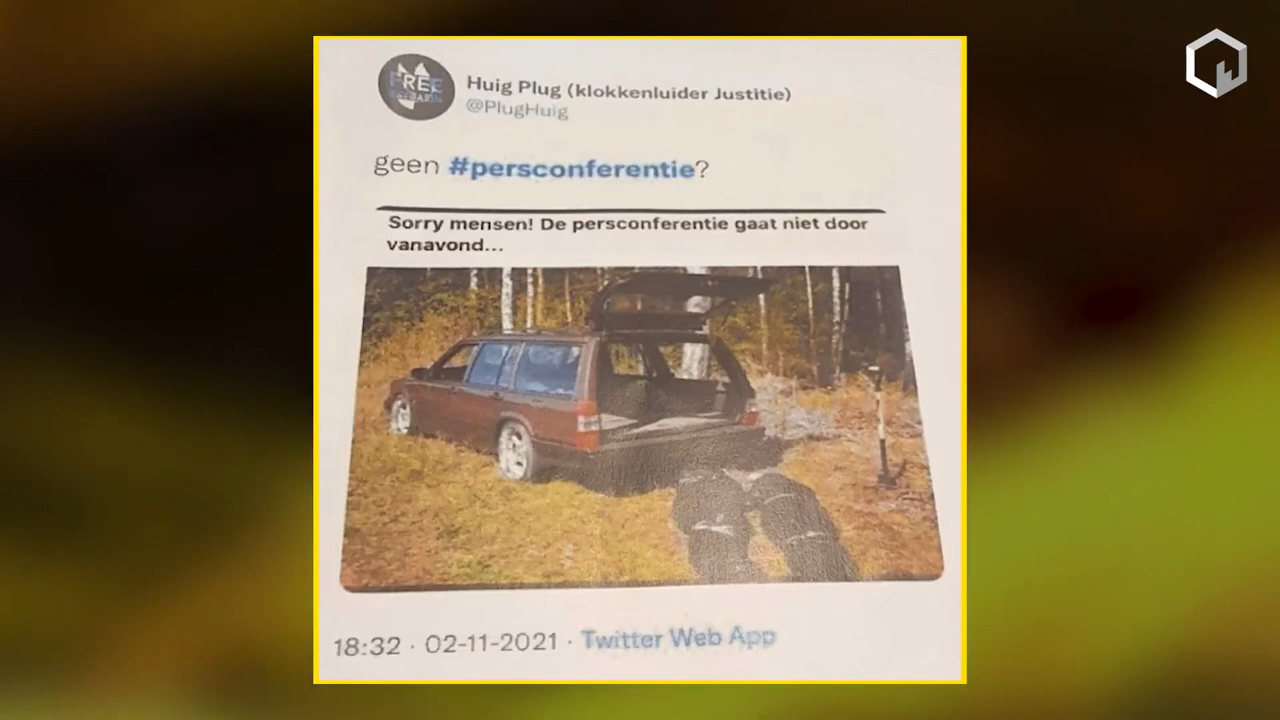 FREE
Huig Plug (klokkenluider Justitie)
@PlugHuig
geen #persconferentie?
Sorry mensen! De persconferentie gaat niet door
vanavond...
18:32 · 02-11-2021 · Twitter Web App